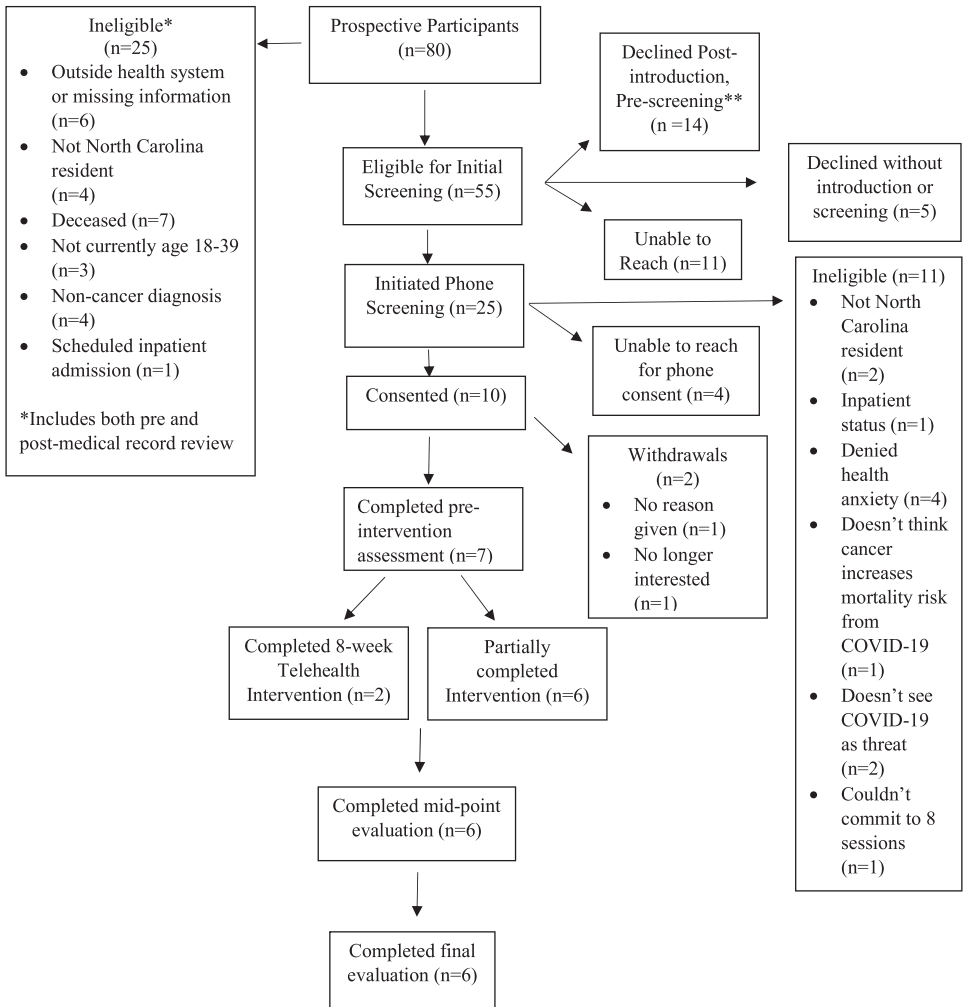 Ineligible*
(n=25)
• Outside health system
or missing information
(n=6)
• Not North Carolina
resident
(n=4)
• Deceased (n=7)
• Not currently age 18-39
(n=3)
• Non-cancer diagnosis
(n=4)
• Scheduled inpatient
admission (n=1)
*Includes both pre and
post-medical record review
Prospective Participants
(n=80)
Declined Post-
introduction,
Pre-screening**
(n =14)
Eligible for Initial
Screening (n=55)
Declined without
introduction or
screening (n=5)
Unable to
Reach (n=11)
Initiated Phone
Screening (n=25)
Ineligible (n=11)
• Not North
Carolina
resident
(n=2)
• Inpatient
status (n=1)
• Denied
health
anxiety (n=4)
• Doesn’t think
cancer
increases
mortality risk
from
COVID-19
(n=1)
• Doesn’t see
COVID-19
as threat
(n=2)
• Couldn’t
commit to 8
sessions
(n=1)
Unable to reach
for phone
consent (n=4)
Consented (n=10)
Withdrawals
(n=2)
• No reason
given (n=1)
• No longer
interested
(n=1)
Completed pre-
intervention
assessment (n=7)
Completed 8-week
Telehealth
Intervention (n=2)
Partially
completed
Intervention (n=6)
Completed mid-point
evaluation (n=6)
Completed final
evaluation (n=6)